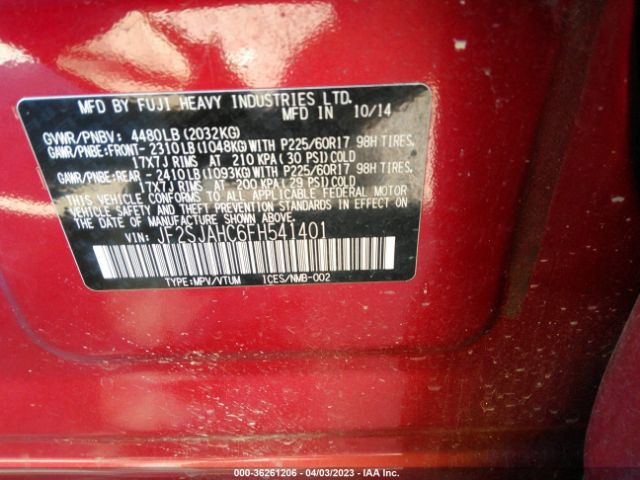 MFD BY FUJI HEAVY INDUSTRIES LTD.
MFD IN 10/14
GVWR/PNBV: 4480LB(2032KG)
GAWR/PNBE:FRONT-2310LB(1048KG)WITH P225/60R17 98H TIRES,
17X7J RIMS AT 210 KPA(30 PSI)COLD
GAWR/PNBE:REAR -2410LB(1093KG)WITH P225/60R17 98H TIRES,
17X7J RIMS AT 200 KPA(29 PSI)COLD
THIS VEHICLE CONFORMS TO ALL APPLICABLE FEDERAL MOTOR
VEHICLE SAFETY AND THEFT PREVENTION STANDARDS IN EFFECT ON
THE DATE OF MANUFACTURE SHOWN ABOVE.
VIN: JF2SJAHC6FH541401
TYPE:MPV/VTUM ICES/NMB-002
000-36261206 - 04/03/2023 - IAA Inc.